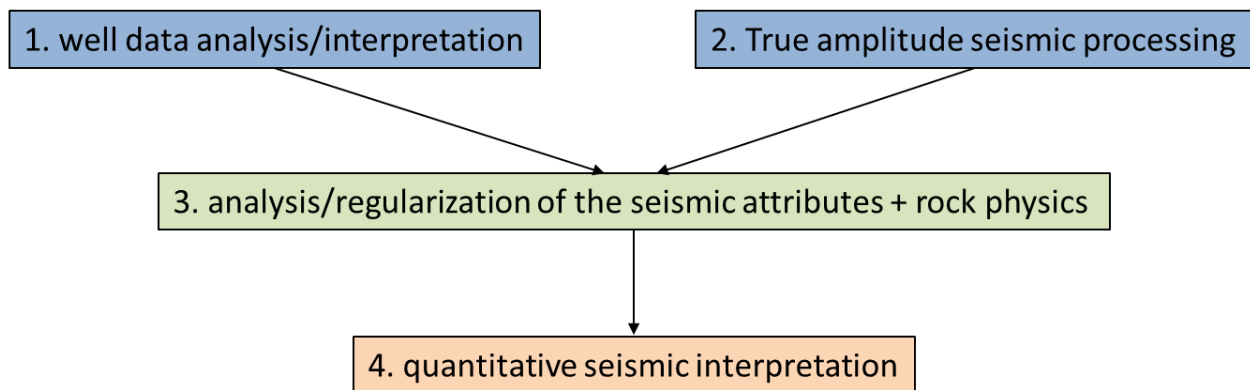 1. well data analysis/interpretation
2. True amplitude seismic processing
3. analysis/regularization of the seismic attributes + rock physics
4. quantitative seismic interpretation